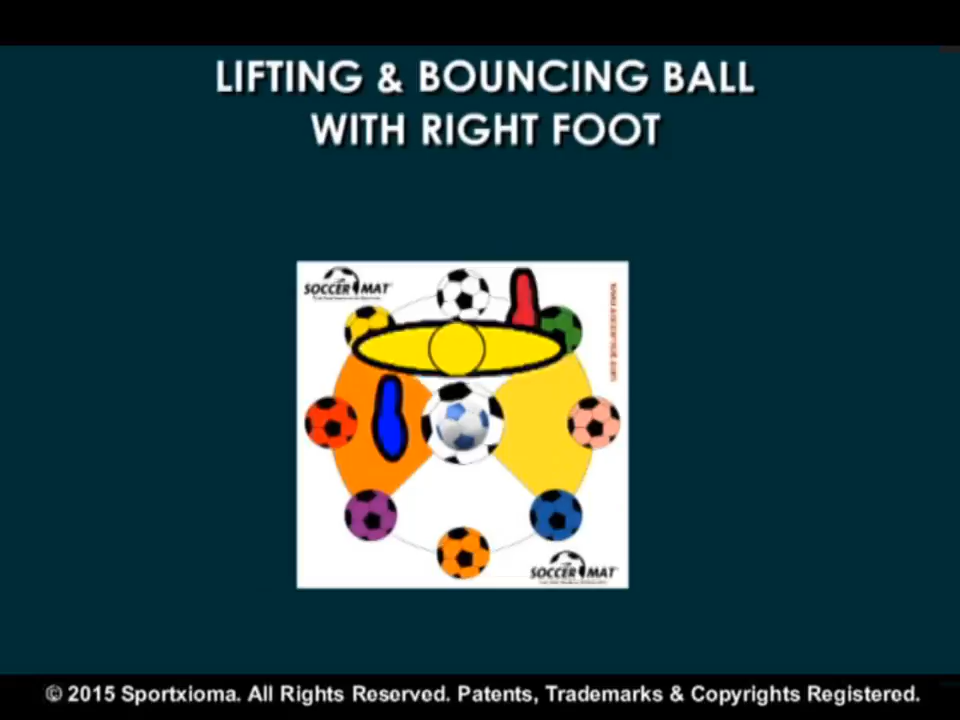 LIFTING & BOUNCING BALL
WITH RIGHT FOOT
SOCCER MAT
SOCCER MAT
© 2015 Sportxioma. All Rights Reserved. Patents, Trademarks & Copyrights Registered.